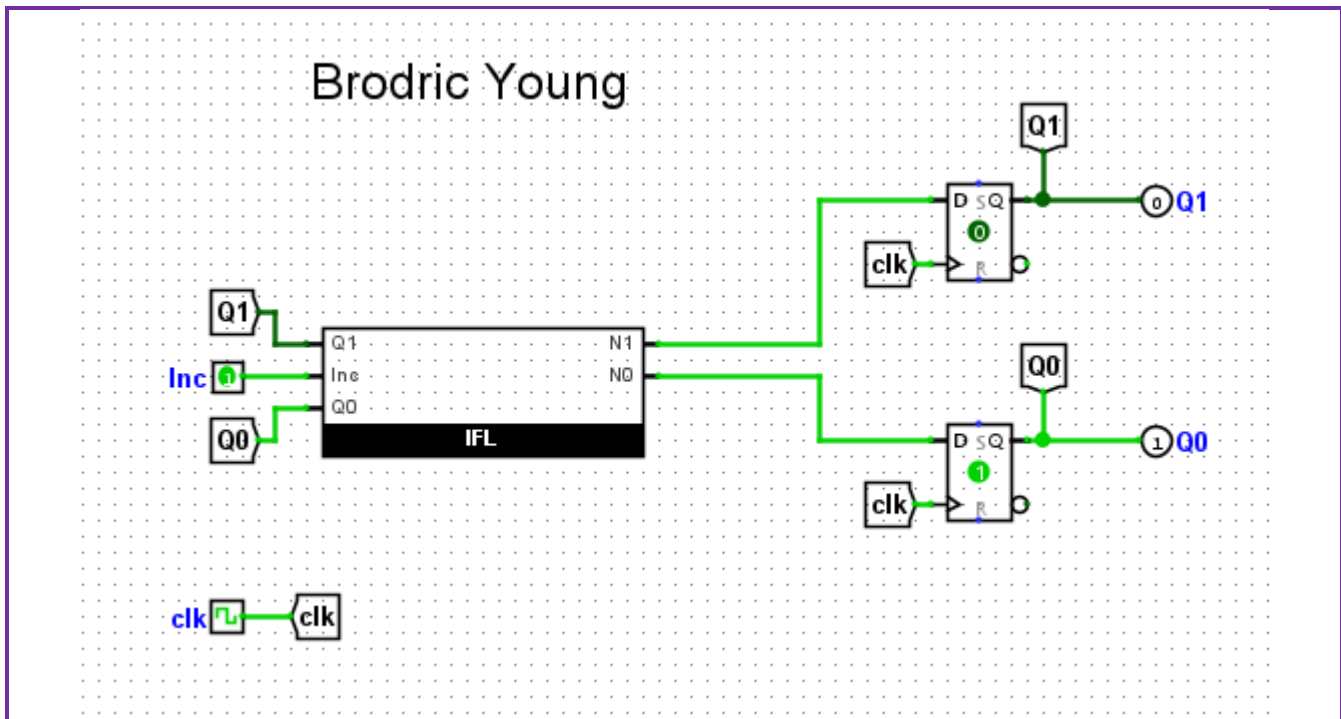 Brodric Young
Q1
D S Q Q1
0
0
clk R
Q1
Q1 N1
Inc 1 Inc N0
Q0
Q0
IFL
Q0
D S Q Q0
1
1
clk R
clk clk